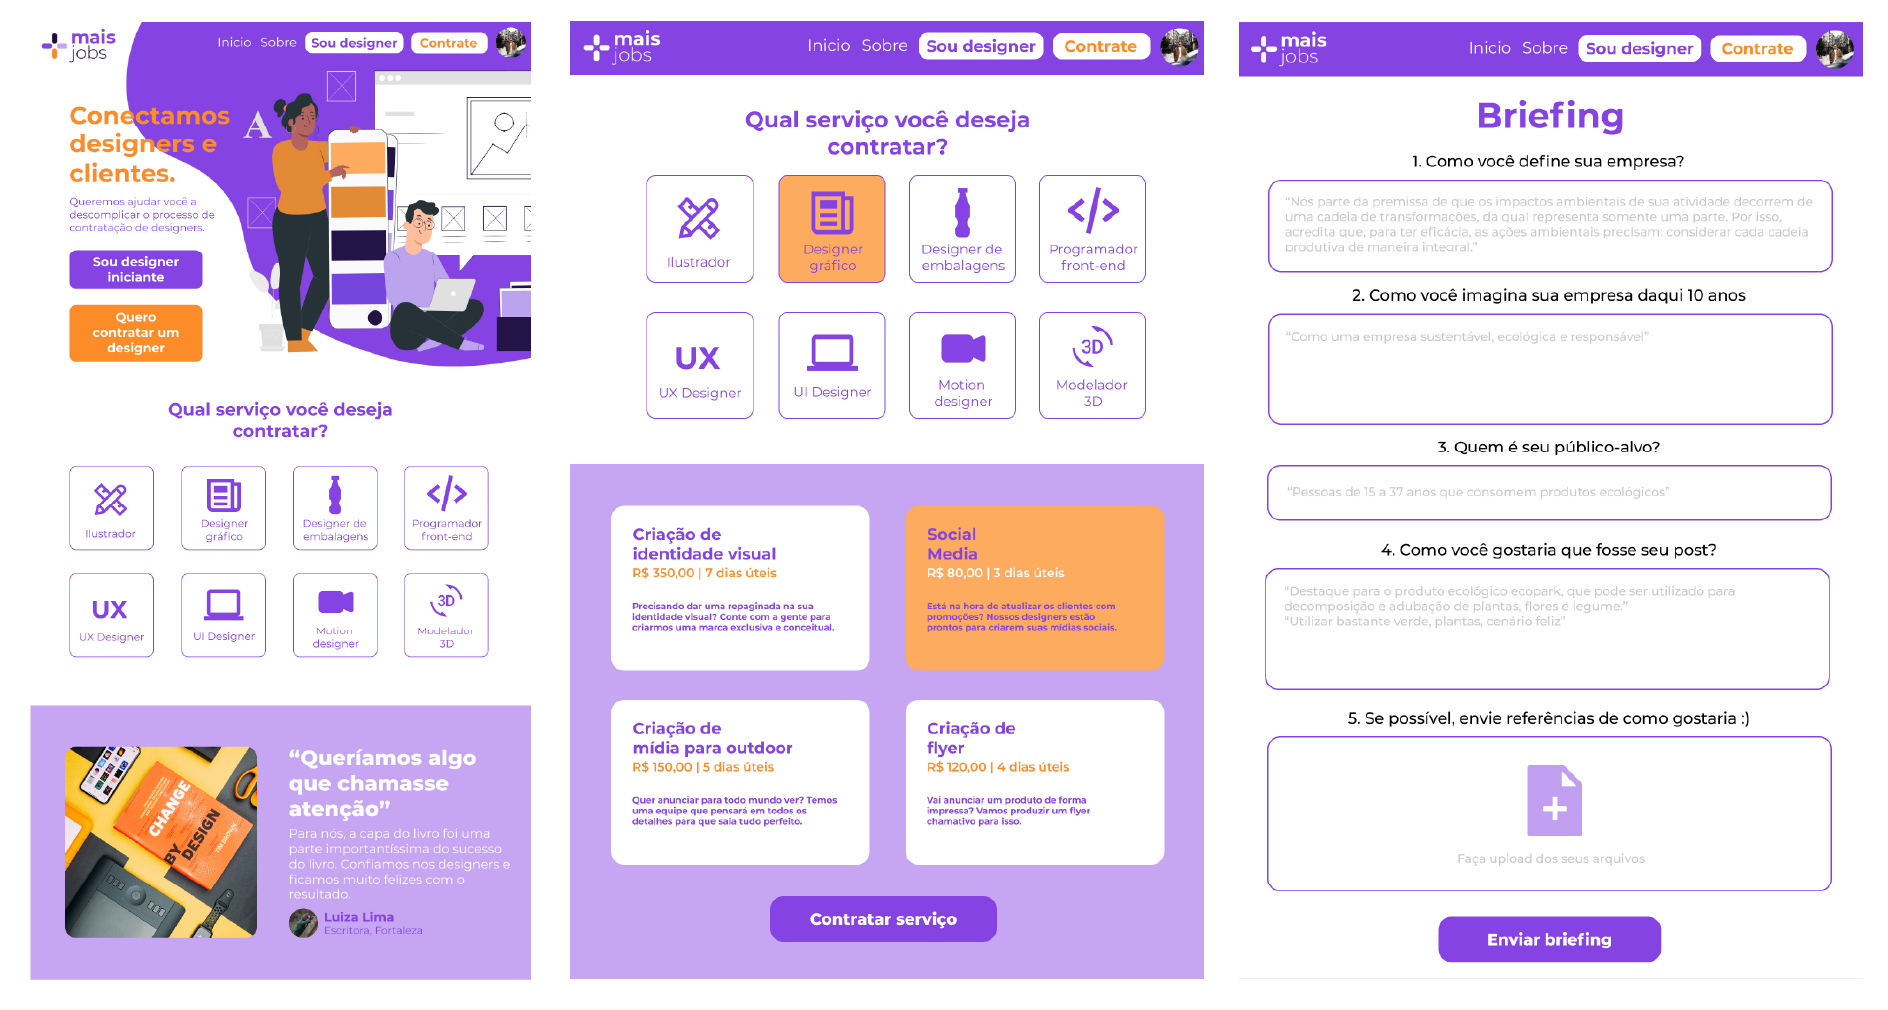 mais
jobs
Inicio Sobre Sou designer Contrate
Conectamos
designers e
clientes.
A
Queremos ajudar você a
descomplicar o processo de
contratação de designers.
Sou designer
iniciante
Quero
contratar um
designer
Qual serviço você deseja
contratar?
Ilustrador
Designer
gráfico
Designer de
embalagens
</>
Programador
front-end
UX
UX Designer
UI Designer
Motion
designer
3D
Modelador
3D
CHANGE
BY
DESIGN
“Queríamos algo
que chamasse
atenção”
Para nós, a capa do livro foi uma
parte importantíssima do sucesso
do livro. Confiamos nos designers e
ficamos muito felizes com o
resultado.
Luiza Lima
Escritora, Fortaleza
mais
jobs
Inicio Sobre Sou designer Contrate
Qual serviço você deseja
contratar?
Ilustrador
Designer
gráfico
Designer de
embalagens
</>
Programador
front-end
UX
UX Designer
UI Designer
Motion
designer
3D
Modelador
3D
Criação de
identidade visual
R$ 350,00 | 7 dias úteis
Precisando dar uma repaginada na sua
identidade visual? Conte com a gente para
criarmos uma marca exclusiva e conceitual.
Social
Media
R$ 80,00 | 3 dias úteis
Está na hora de atualizar os clientes com
promoções? Nossos designers estão
prontos para criarem suas mídias sociais.
Criação de
mídia para outdoor
R$ 150,00 | 5 dias úteis
Quer anunciar para todo mundo ver? Temos
uma equipe que pensará em todos os
detalhes para que saia tudo perfeito.
Criação de
flyer
R$ 120,00 | 4 dias úteis
Vai anunciar um produto de forma
impressa? Vamos produzir um flyer
chamativo para isso.
Contratar serviço
mais
jobs
Inicio Sobre Sou designer Contrate
Briefing
1. Como você define sua empresa?
“Nós parte da premissa de que os impactos ambientais de sua atividade decorrem de
uma cadeia de transformações, da qual representa somente uma parte. Por isso,
acredita que, para ter eficácia, as ações ambientais precisam: considerar cada cadeia
produtiva de maneira integral.”
2. Como você imagina sua empresa daqui 10 anos
“Como uma empresa sustentável, ecológica e responsável”
3. Quem é seu público-alvo?
“Pessoas de 15 a 37 anos que consomem produtos ecológicos”
4. Como você gostaria que fosse seu post?
“Destaque para o produto ecológico ecopark, que pode ser utilizado para
decomposição e adubação de plantas, flores e legume.”
“Utilizar bastante verde, plantas, cenário feliz”
5. Se possível, envie referências de como gostaria :)
Faça upload dos seus arquivos
Enviar briefing